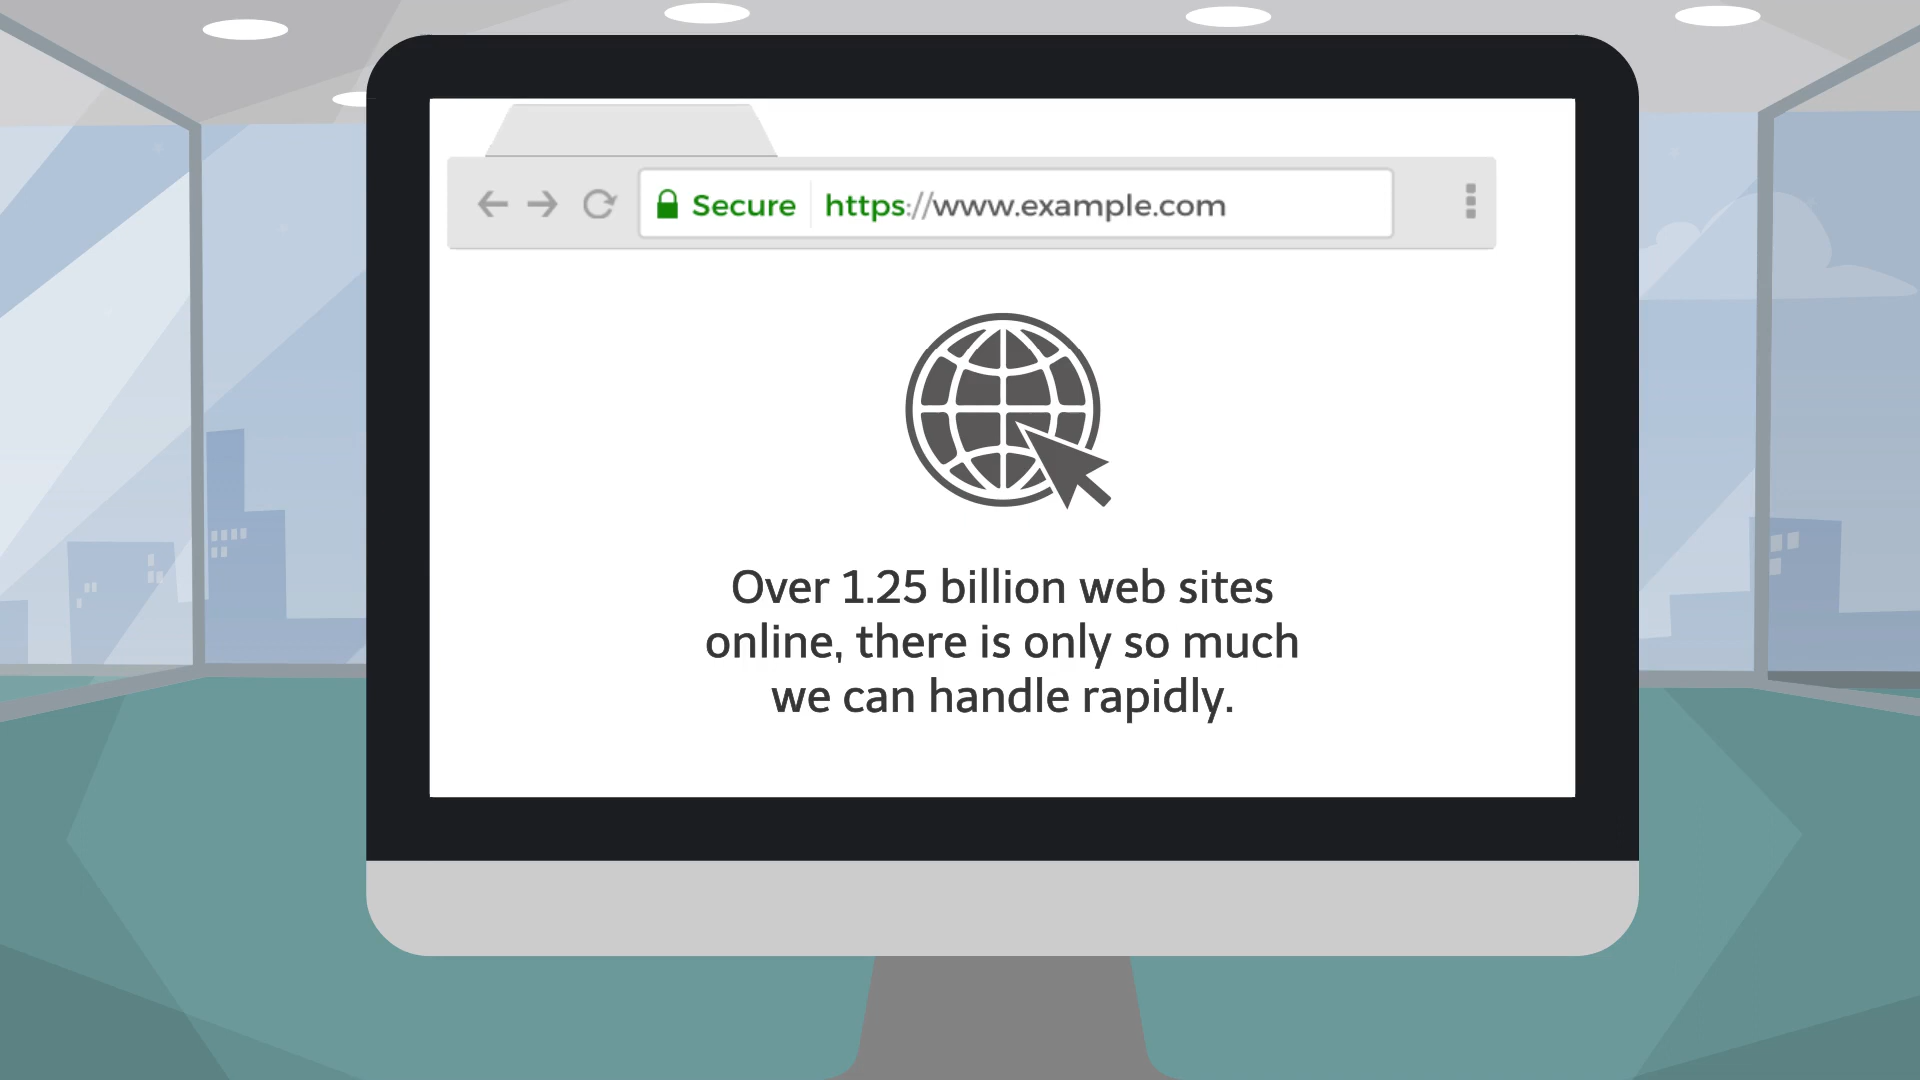 Secure https://www.example.com
Over 1.25 billion web sites
online, there is only so much
we can handle rapidly.